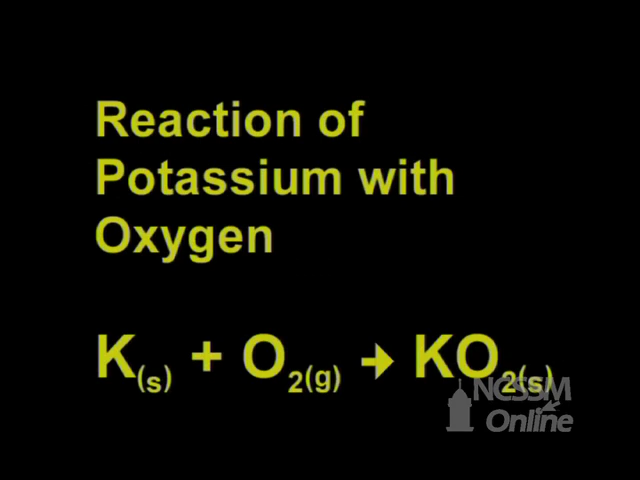 Reaction of
Potassium with
Oxygen
K(s) + O2(g) → KO2(s)
NCSSM
Online